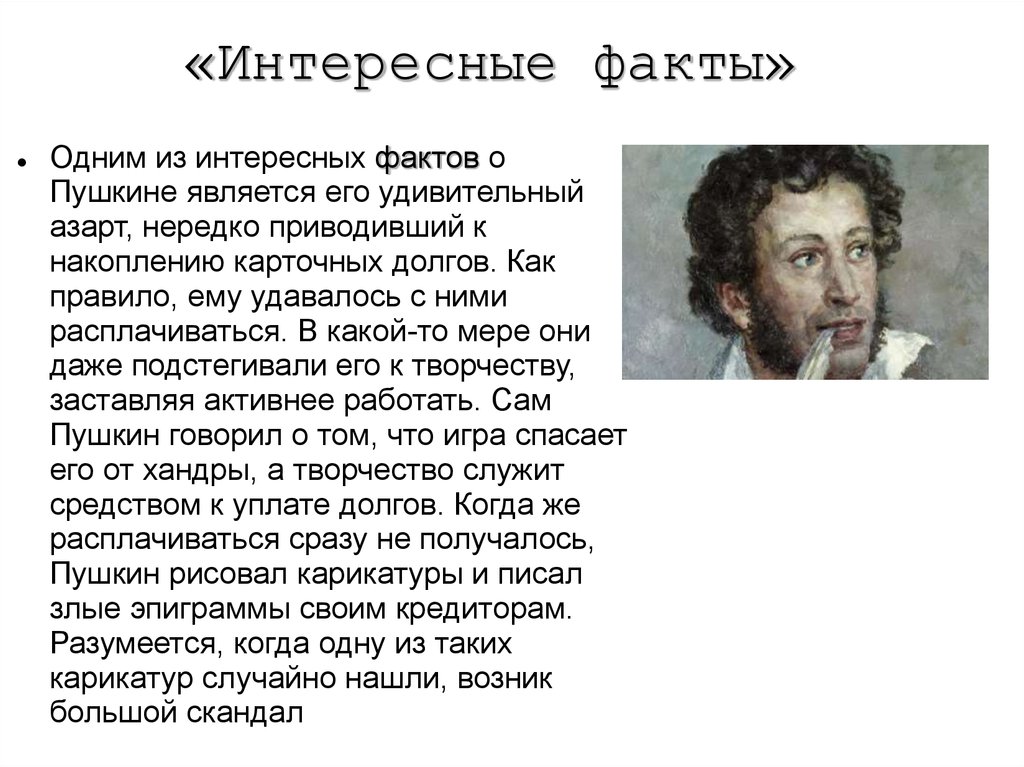 «Интересные факты»
Одним из интересных фактов о
Пушкине является его удивительный
азарт, нередко приводивший к
накоплению карточных долгов. Как
правило, ему удавалось с ними
расплачиваться. В какой-то мере они
даже подстегивали его к творчеству,
заставляя активнее работать. Сам
Пушкин говорил о том, что игра спасает
его от хандры, а творчество служит
средством к уплате долгов. Когда же
расплачиваться сразу не получалось,
Пушкин рисовал карикатуры и писал
злые эпиграммы своим кредиторам.
Разумеется, когда одну из таких
карикатур случайно нашли, возник
большой скандал